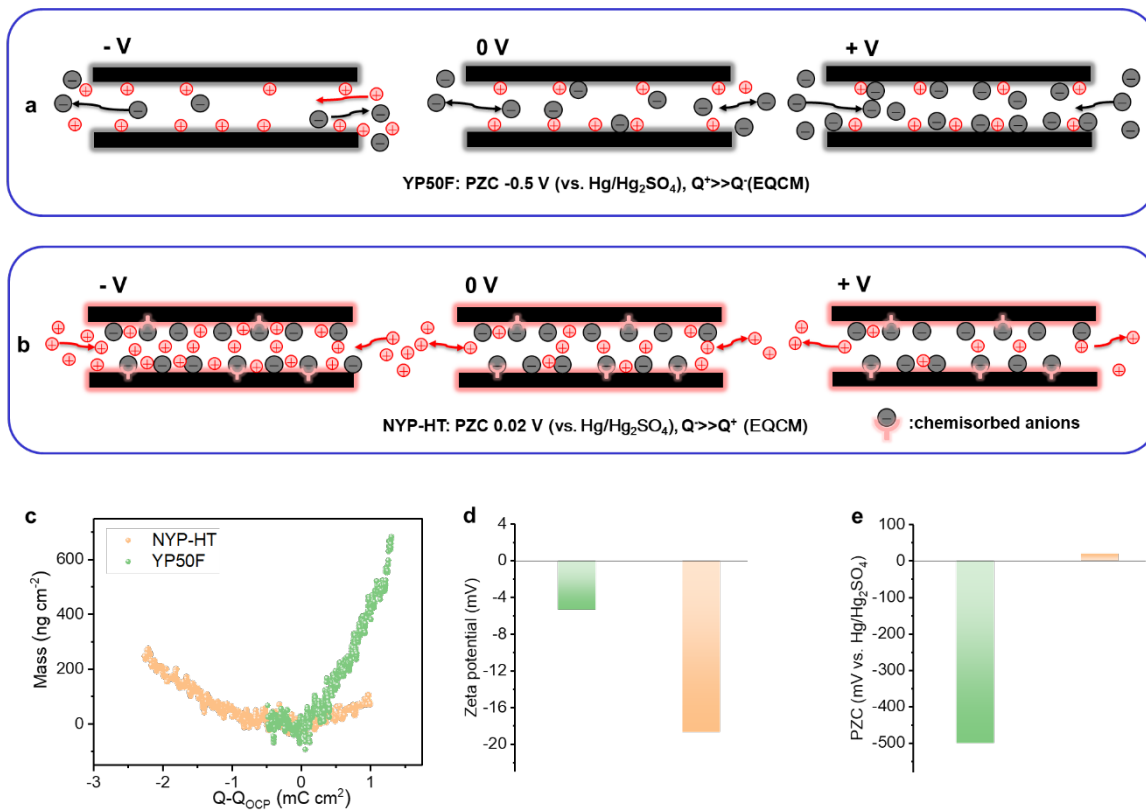 - V
0 V
+ V
a
YP50F: PZC -0.5 V (vs. Hg/Hg₂SO₄), Q⁺>>Q⁻(EQCM)
- V
0 V
+ V
b
NYP-HT: PZC 0.02 V (vs. Hg/Hg₂SO₄), Q⁻>>Q⁺ (EQCM)
:chemisorbed anions
c
NYP-HT
YP50F
Mass (ng cm⁻²)
600
400
200
0
-3
-2
-1
0
1
Q-Q_OCP (mC cm²)
d
Zeta potential (mV)
4
0
-4
-8
-12
-16
-20
e
PZC (mV vs. Hg/Hg₂SO₄)
100
0
-100
-200
-300
-400
-500